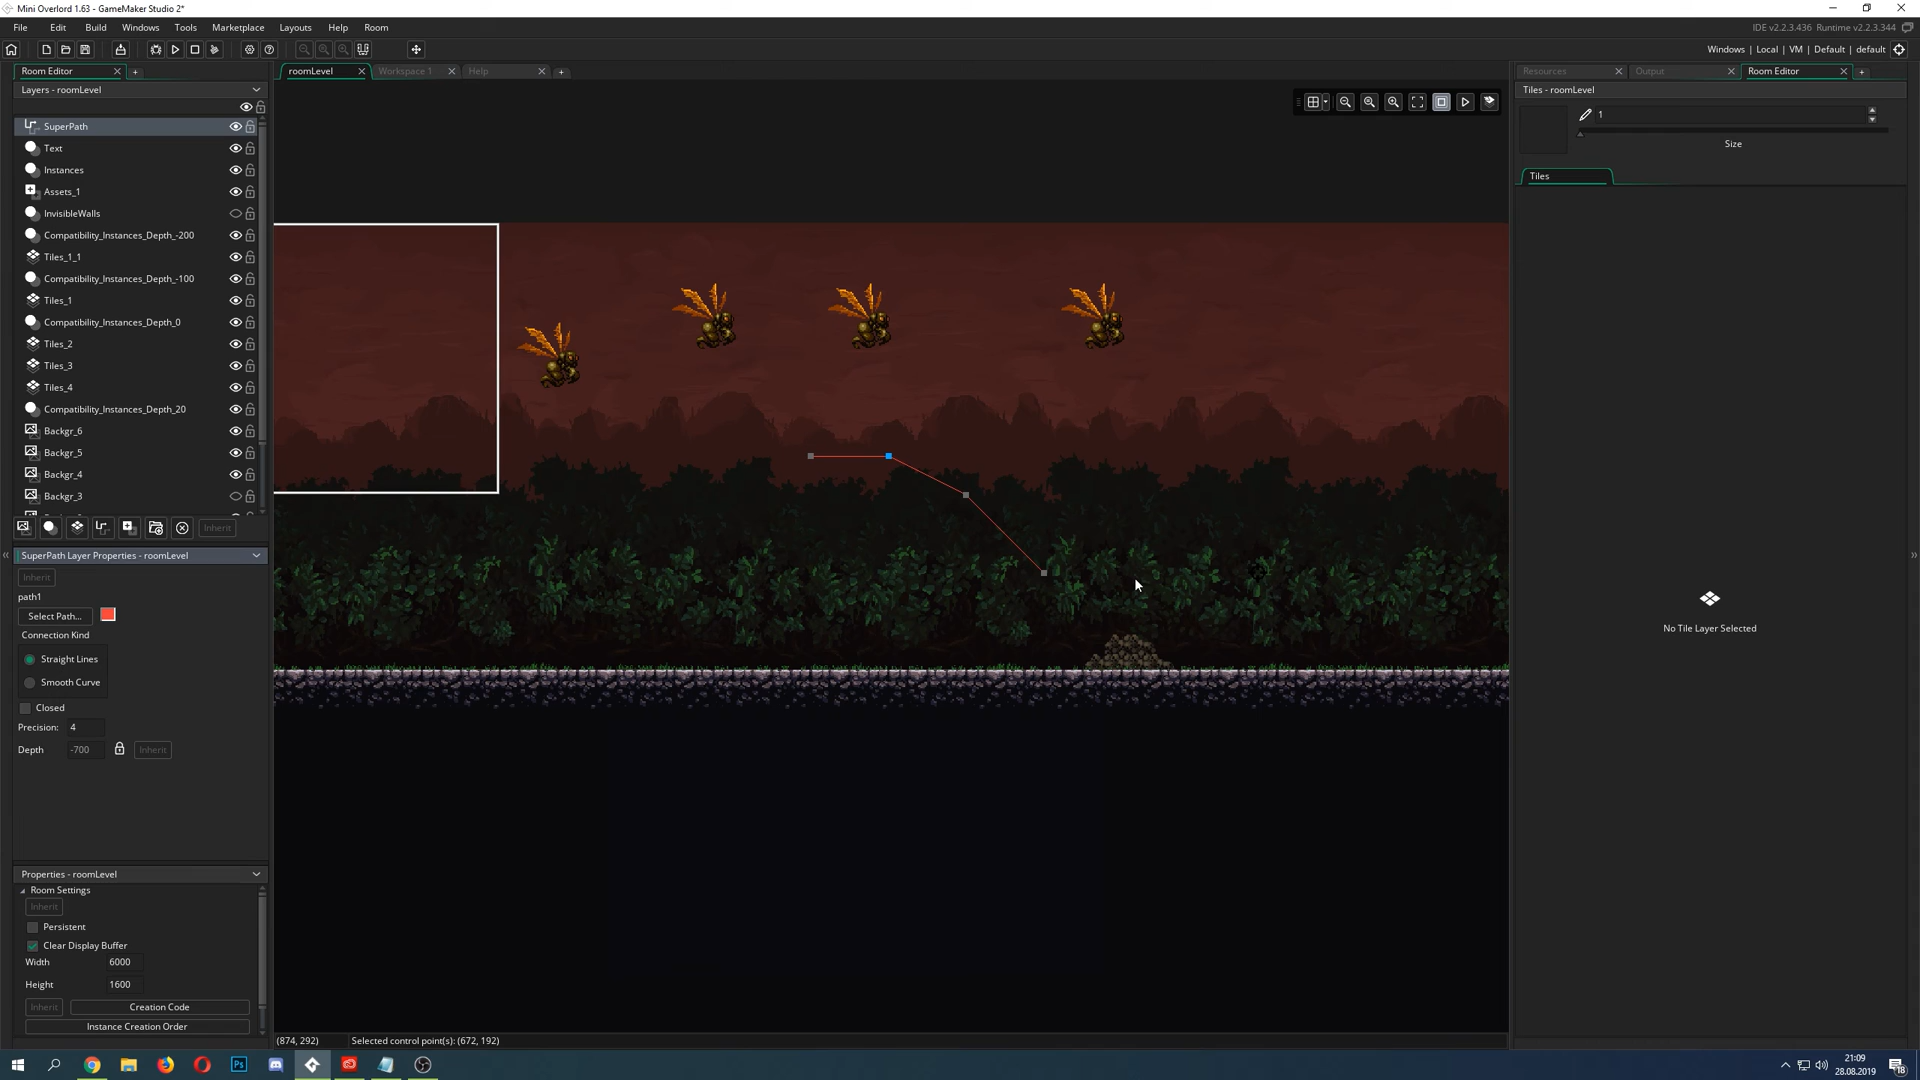 Mini Overlord 1.63 - GameMaker Studio 2*
File Edit Build Windows Tools Marketplace Layouts Help Room
IDE v2.2.3.436 Runtime v2.2.3.344
Windows | Local | VM | Default | default
Room Editor
roomLevel
Workspace 1
Help
Resources
Output
Room Editor
Layers - roomLevel
Tiles - roomLevel
SuperPath
Text
Instances
Assets_1
InvisibleWalls
Compatibility_Instances_Depth_-200
Tiles_1_1
Compatibility_Instances_Depth_-100
Tiles_1
Compatibility_Instances_Depth_0
Tiles_2
Tiles_3
Tiles_4
Compatibility_Instances_Depth_20
Backgr_6
Backgr_5
Backgr_4
Backgr_3
Inherit
SuperPath Layer Properties - roomLevel
Inherit
path1
Select Path...
Connection Kind
Straight Lines
Smooth Curve
Closed
Precision: 4
Depth -700 Inherit
Properties - roomLevel
Room Settings
Inherit
Persistent
Clear Display Buffer
Width 6000
Height 1600
Inherit Creation Code
Instance Creation Order
1
Size
Tiles
No Tile Layer Selected
(874, 292) Selected control point(s): (672, 192)
Ps
21:09
28.08.2019
18